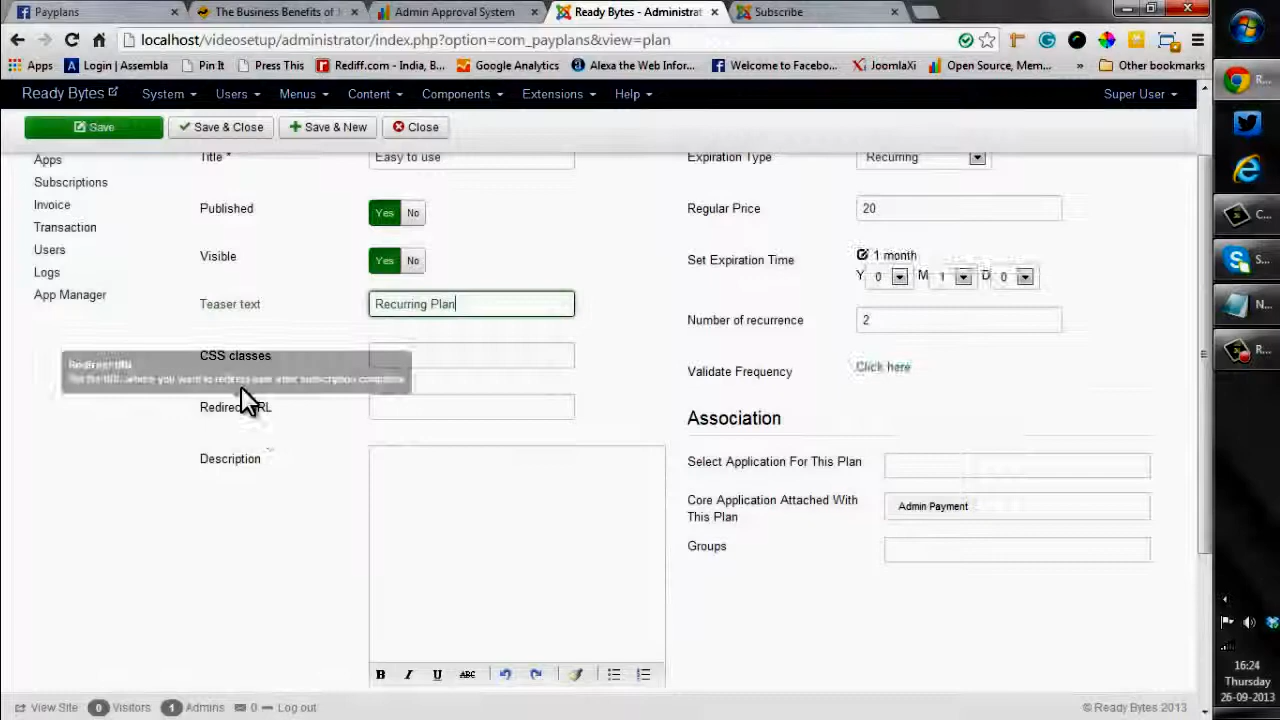 Payplans
The Business Benefits of J
Admin Approval System
Ready Bytes - Administrat
Subscribe
localhost/videosetup/administrator/index.php?option=com_payplans&view=plan
Apps
Login | Assembla
Pin It
Press This
Rediff.com - India, B...
Google Analytics
Alexa the Web Infor...
Welcome to Facebo...
JoomlaXi
Open Source, Mem...
»
Other bookmarks
Ready Bytes
System
Users
Menus
Content
Components
Extensions
Help
Super User
Save
Save & Close
Save & New
Close
Apps
Subscriptions
Invoice
Transaction
Users
Logs
App Manager
Title *
Easy to use
Published
Yes No
Visible
Yes No
Teaser text
Recurring Plan
CSS classes
Redirect URL
Description
B I U ABC
Expiration Type
Recurring
Regular Price
20
Set Expiration Time
1 month
Y 0 M 1 D 0
Number of recurrence
2
Validate Frequency
Click here
Association
Select Application For This Plan
Core Application Attached With
This Plan
Admin Payment
Groups
View Site
0 Visitors
1 Admins
0
Log out
© Ready Bytes 2013
R...
C...
S...
N...
R...
16:24
Thursday
26-09-2013